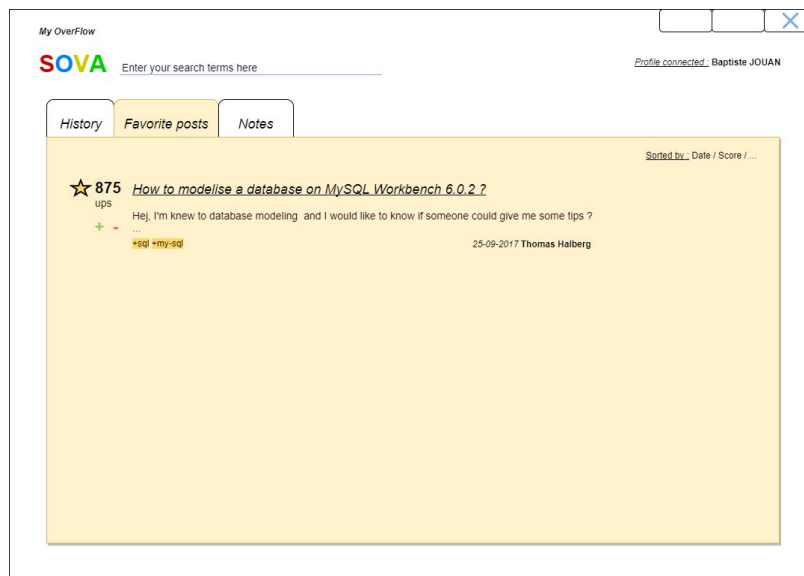 My OverFlow
SOVA Enter your search terms here
Profile connected : Baptiste JOUAN
History Favorite posts Notes
Sorted by : Date / Score / ...
875 How to modelise a database on MySQL Workbench 6.0.2 ?
ups
Hej, I'm knew to database modeling and I would like to know if someone could give me some tips ?
+ - ...
+sql +my-sql 25-09-2017 Thomas Halberg